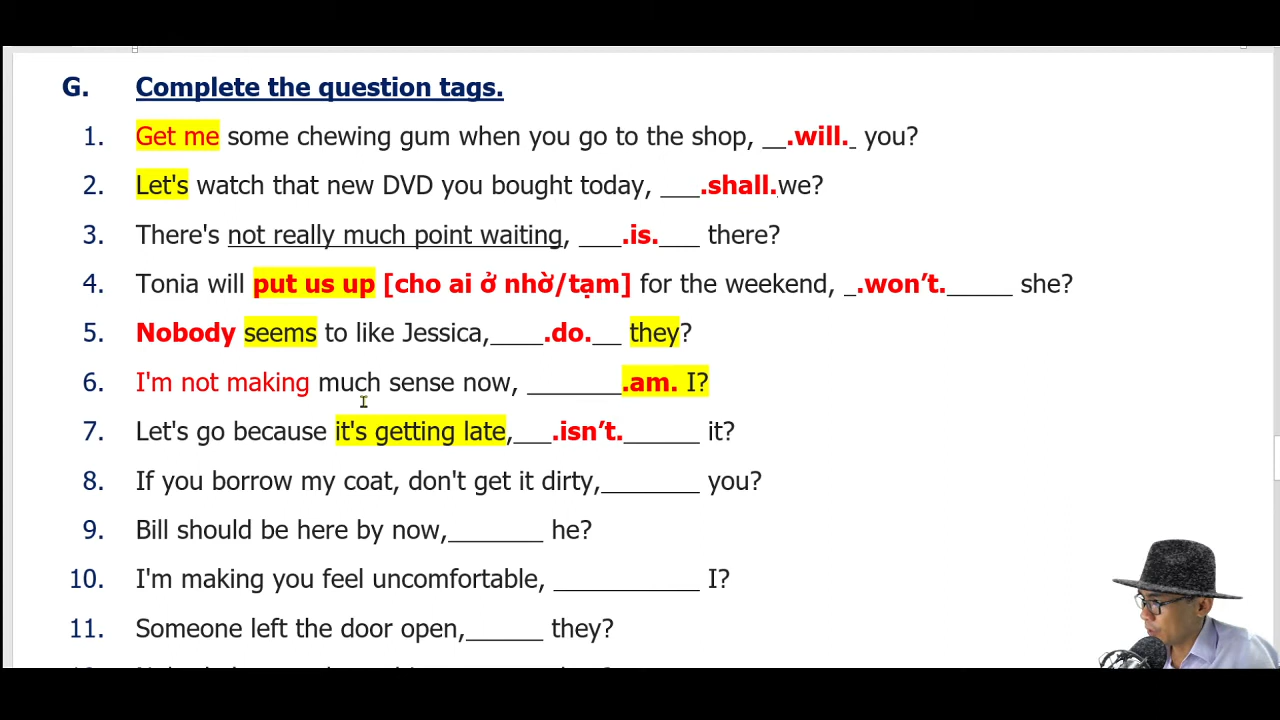 G. Complete the question tags.
1. Get me some chewing gum when you go to the shop, __.will._ you?
2. Let's watch that new DVD you bought today, ___.shall.we?
3. There's not really much point waiting, ___.is.___ there?
4. Tonia will put us up [cho ai ở nhờ/tạm] for the weekend, _.won't._____ she?
5. Nobody seems to like Jessica,____.do.__ they?
6. I'm not making much sense now, _______.am. I?
7. Let's go because it's getting late,___.isn't.______ it?
8. If you borrow my coat, don't get it dirty,_______ you?
9. Bill should be here by now,_______ he?
10. I'm making you feel uncomfortable, ___________ I?
11. Someone left the door open,______ they?